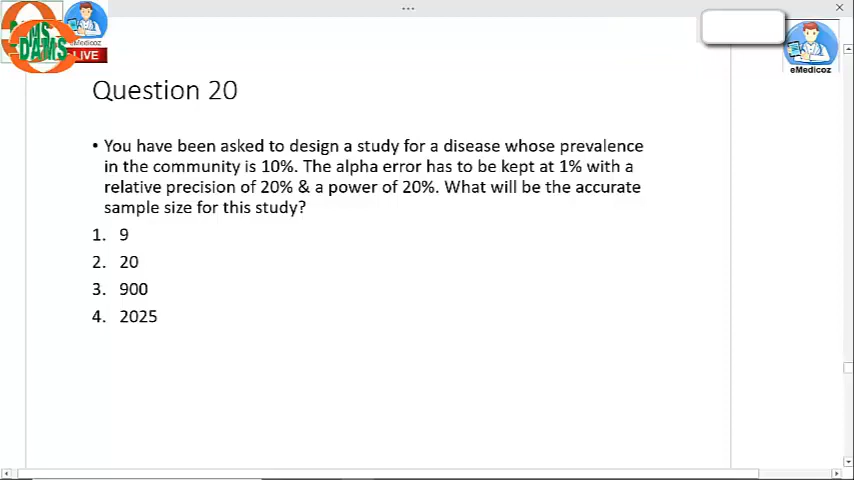 AMS
DAMS
eMedicoz
LIVE
eMedicoz
Question 20
• You have been asked to design a study for a disease whose prevalence
in the community is 10%. The alpha error has to be kept at 1% with a
relative precision of 20% & a power of 20%. What will be the accurate
sample size for this study?
1. 9
2. 20
3. 900
4. 2025